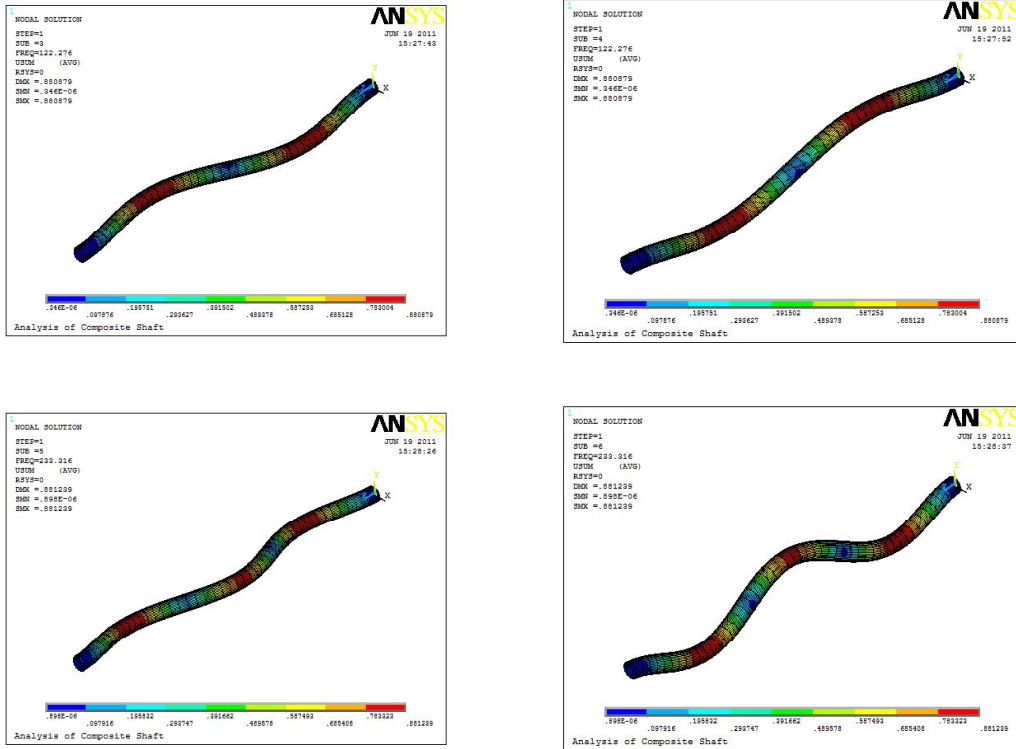 1
NODAL SOLUTION
STEP=1
SUB =3
FREQ=122.276
USUM (AVG)
RSYS=0
DMX =.880879
SMN =.346E-06
SMX =.880879
ANSYS
JUN 19 2011
15:27:43
Y
Z
X
.346E-06 .195751 .391502 .587253 .783004
.097876 .293627 .489378 .685128 .880879
Analysis of Composite Shaft
1
NODAL SOLUTION
STEP=1
SUB =4
FREQ=122.276
USUM (AVG)
RSYS=0
DMX =.880879
SMN =.346E-06
SMX =.880879
ANSYS
JUN 19 2011
15:27:52
Y
Z
X
.346E-06 .195751 .391502 .587253 .783004
.097876 .293627 .489378 .685128 .880879
Analysis of Composite Shaft
1
NODAL SOLUTION
STEP=1
SUB =5
FREQ=233.316
USUM (AVG)
RSYS=0
DMX =.881239
SMN =.898E-06
SMX =.881239
ANSYS
JUN 19 2011
15:28:26
Y
Z
X
.898E-06 .195832 .391662 .587493 .783323
.097916 .293747 .489578 .685408 .881239
Analysis of Composite Shaft
1
NODAL SOLUTION
STEP=1
SUB =6
FREQ=233.316
USUM (AVG)
RSYS=0
DMX =.881239
SMN =.898E-06
SMX =.881239
ANSYS
JUN 19 2011
15:28:37
Y
Z
X
.898E-06 .195832 .391662 .587493 .783323
.097916 .293747 .489578 .685408 .881239
Analysis of Composite Shaft